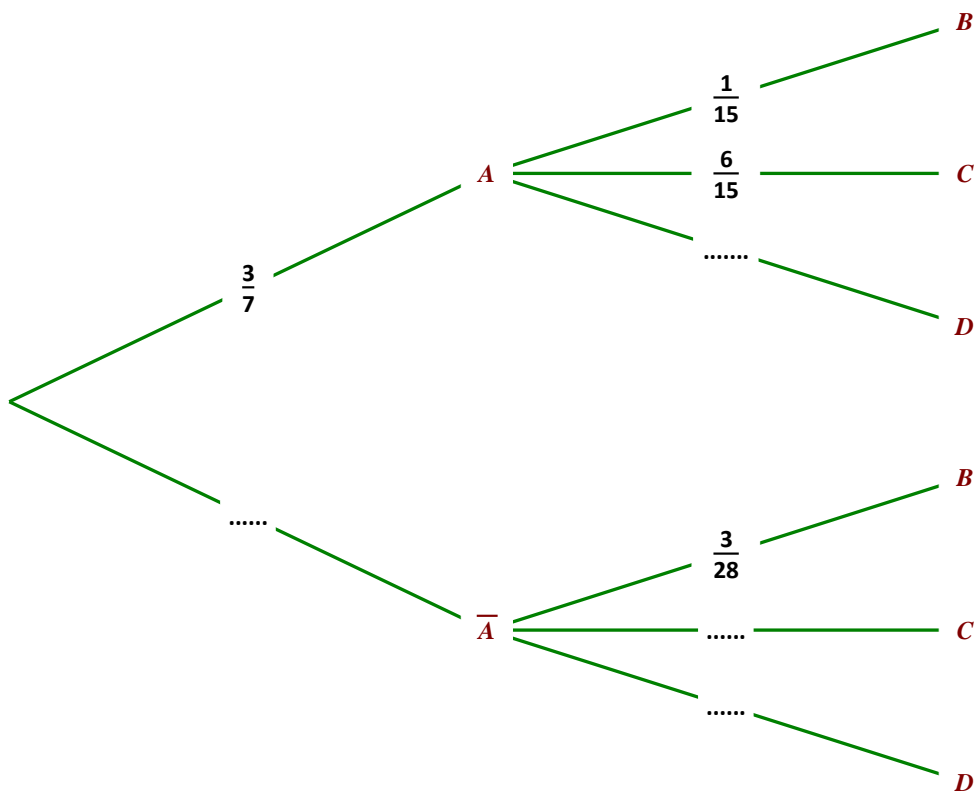 B
1/15
A
6/15
C
.......
3/7
D
......
B
3/28
A̅
......
C
......
D